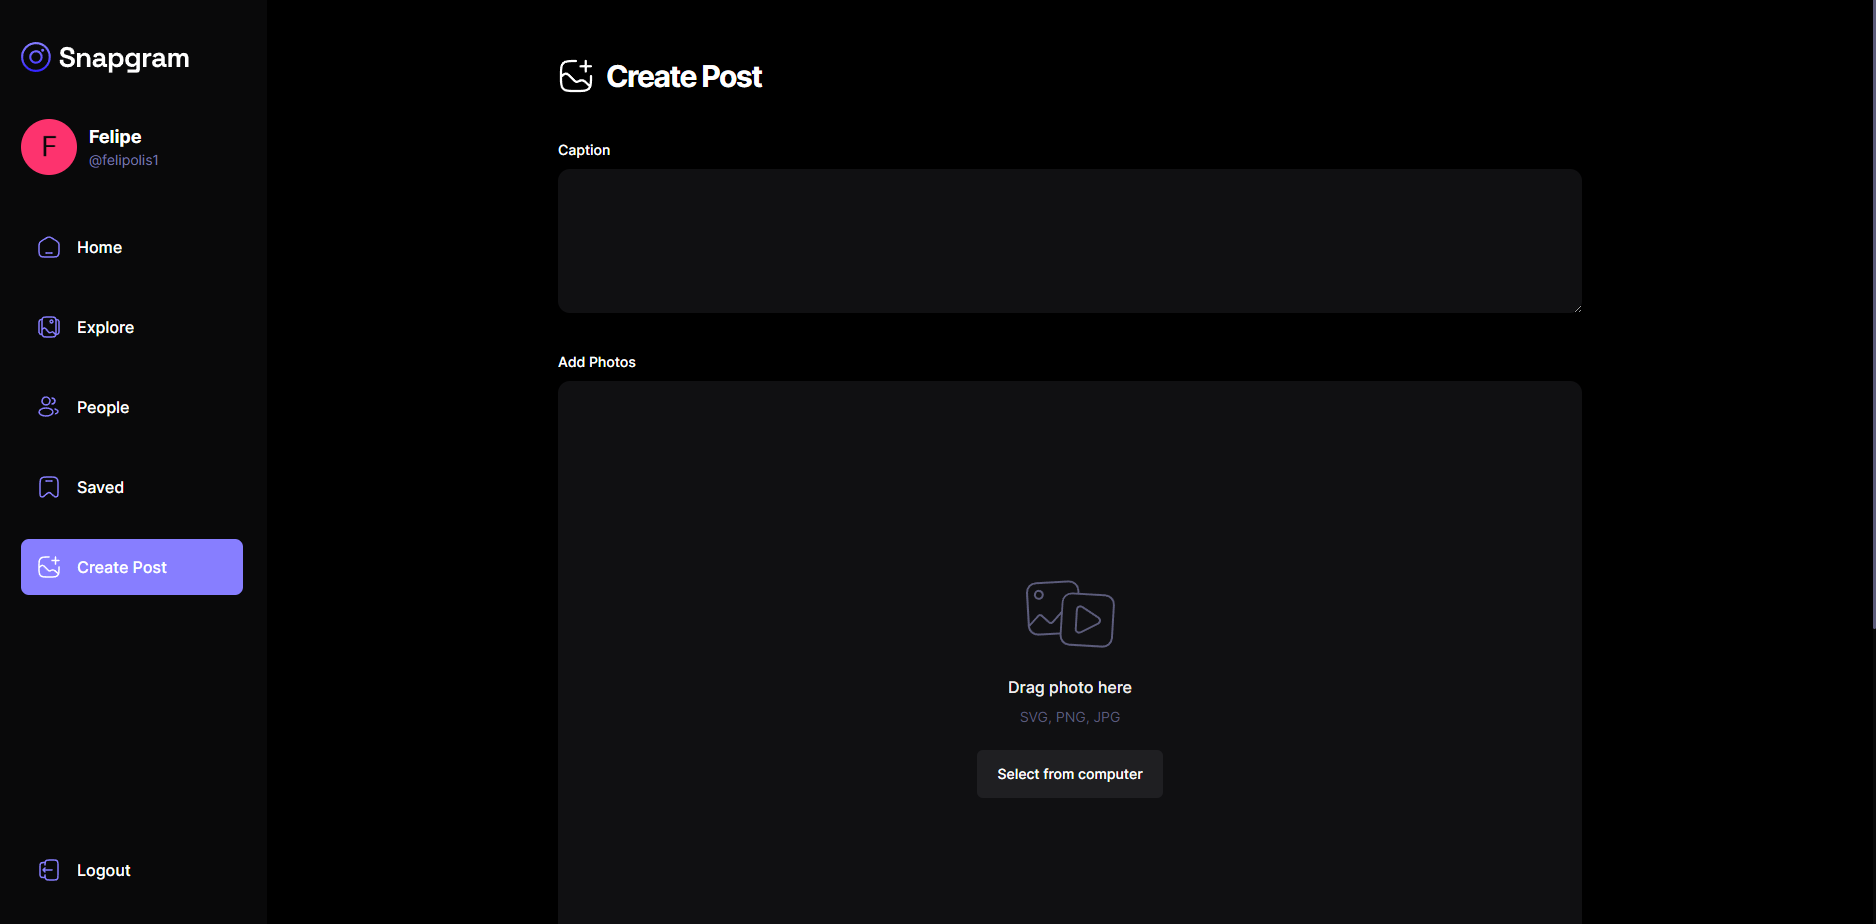 Snapgram
F
Felipe
@felipolis1
Home
Explore
People
Saved
Create Post
Logout
Create Post
Caption
Add Photos
Drag photo here
SVG, PNG, JPG
Select from computer